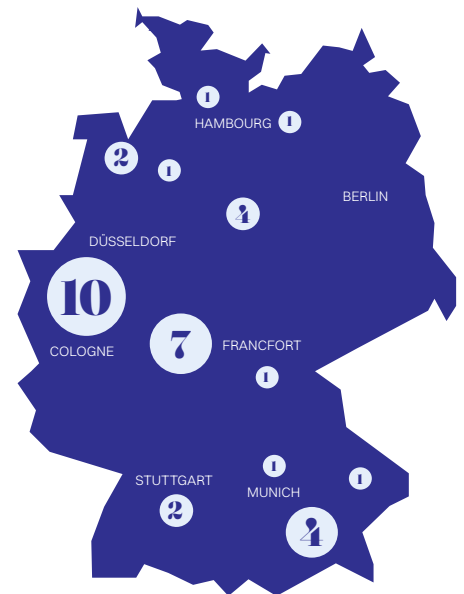 1
HAMBOURG
1
2
1
BERLIN
4
DÜSSELDORF
10
COLOGNE
7
FRANCFORT
1
1
STUTTGART
1
MUNICH
2
4